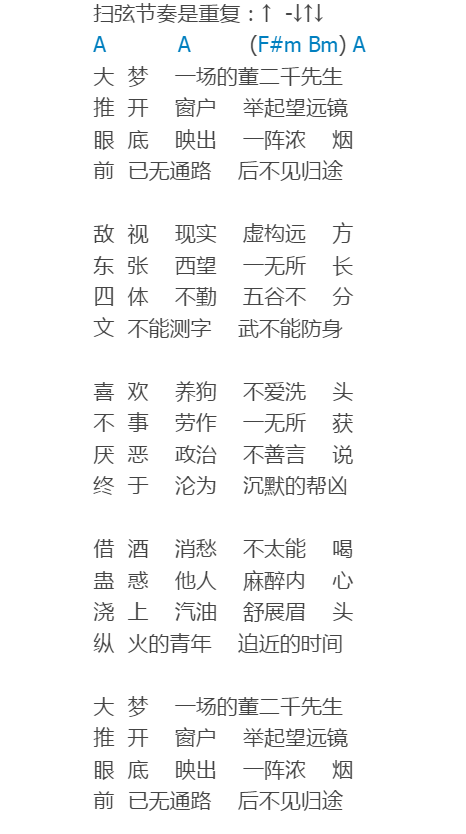 扫弦节奏是重复：↑ -↓↑↓
A A (F#m Bm) A
大 梦 一场的董二千先生
推 开 窗户 举起望远镜
眼 底 映出 一阵浓 烟
前 已无通路 后不见归途
敌 视 现实 虚构远 方
东 张 西望 一无所 长
四 体 不勤 五谷不 分
文 不能测字 武不能防身
喜 欢 养狗 不爱洗 头
不 事 劳作 一无所 获
厌 恶 政治 不善言 说
终 于 沦为 沉默的帮凶
借 酒 消愁 不太能 喝
蛊 惑 他人 麻醉内 心
浇 上 汽油 舒展眉 头
纵 火的青年 迫近的时间
大 梦 一场的董二千先生
推 开 窗户 举起望远镜
眼 底 映出 一阵浓 烟
前 已无通路 后不见归途